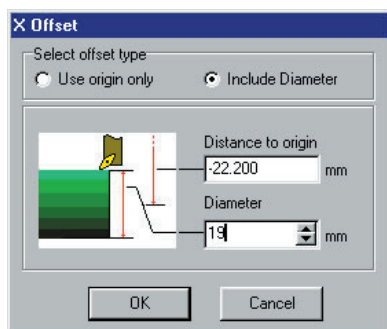 X Offset
Select offset type
Use origin only
Include Diameter
Distance to origin
-22.200 mm
Diameter
19 mm
OK
Cancel